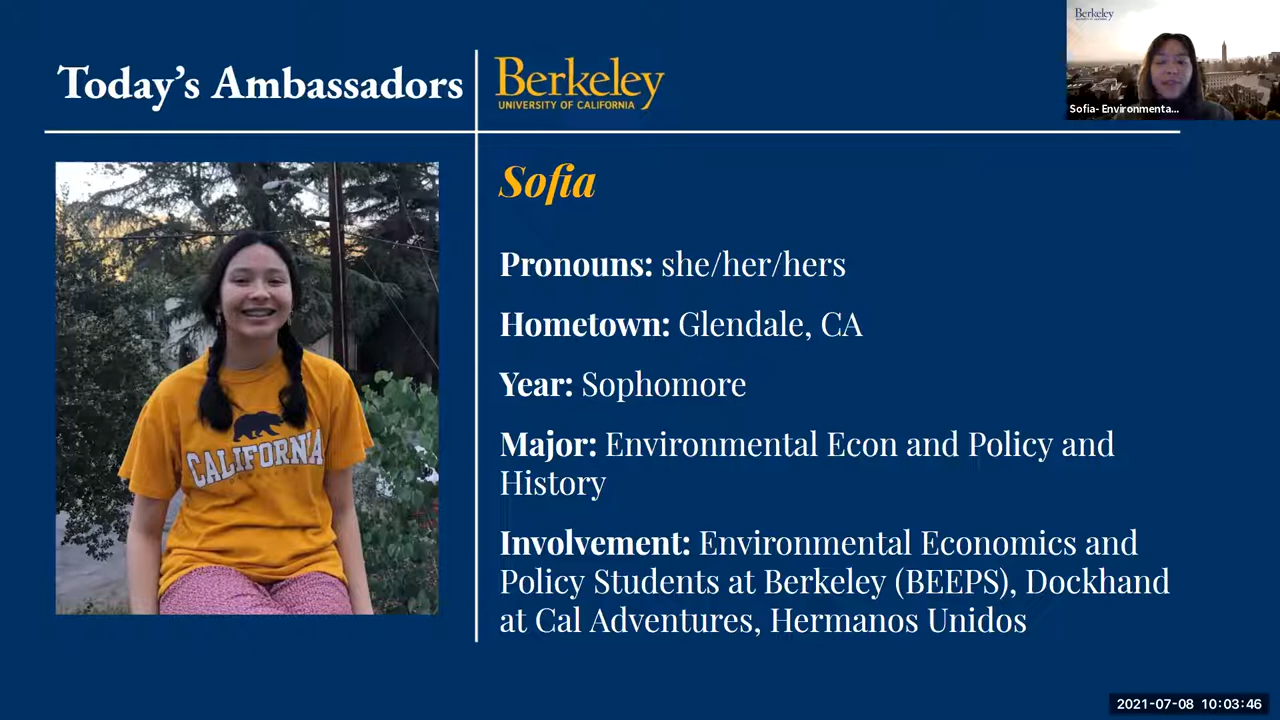 Today's Ambassadors
Berkeley
UNIVERSITY OF CALIFORNIA
Berkeley
Sofia- Environmenta...
Sofia
Pronouns: she/her/hers
Hometown: Glendale, CA
Year: Sophomore
Major: Environmental Econ and Policy and
History
Involvement: Environmental Economics and
Policy Students at Berkeley (BEEPS), Dockhand
at Cal Adventures, Hermanos Unidos
CALIFORNIA
2021-07-08 10:03:46